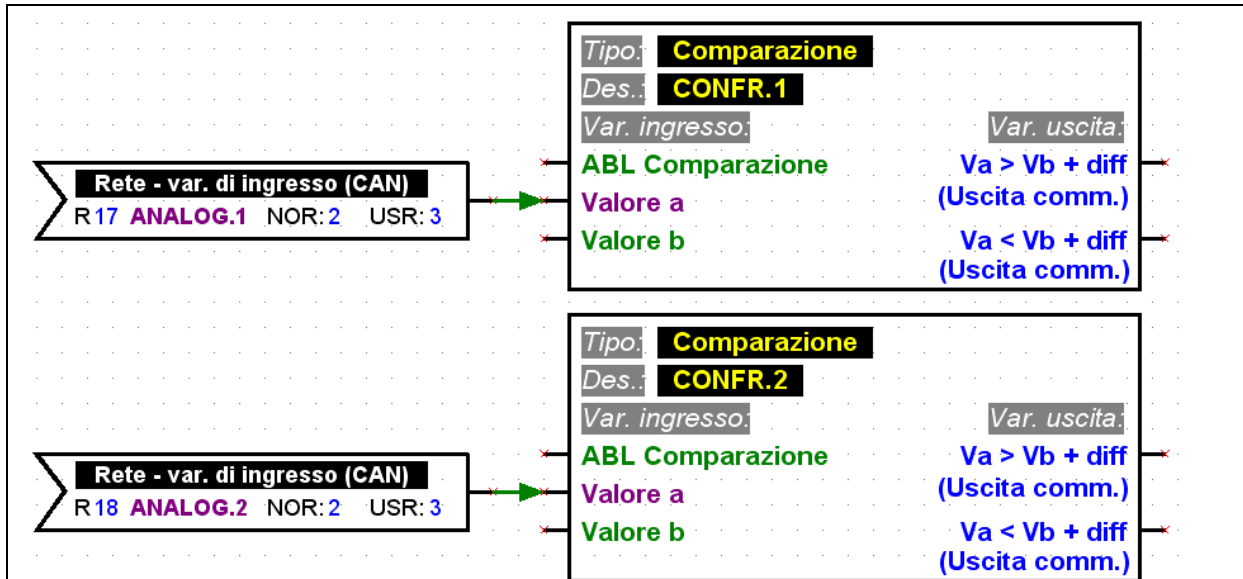 Tipo: Comparazione
Des.: CONFR.1
Var. ingresso: Var. uscita:
ABL Comparazione Va > Vb + diff
Rete - var. di ingresso (CAN)
R 17 ANALOG.1 NOR: 2 USR: 3
Valore a (Uscita comm.)
Valore b Va < Vb + diff
(Uscita comm.)
Tipo: Comparazione
Des.: CONFR.2
Var. ingresso: Var. uscita:
ABL Comparazione Va > Vb + diff
Rete - var. di ingresso (CAN)
R 18 ANALOG.2 NOR: 2 USR: 3
Valore a (Uscita comm.)
Valore b Va < Vb + diff
(Uscita comm.)